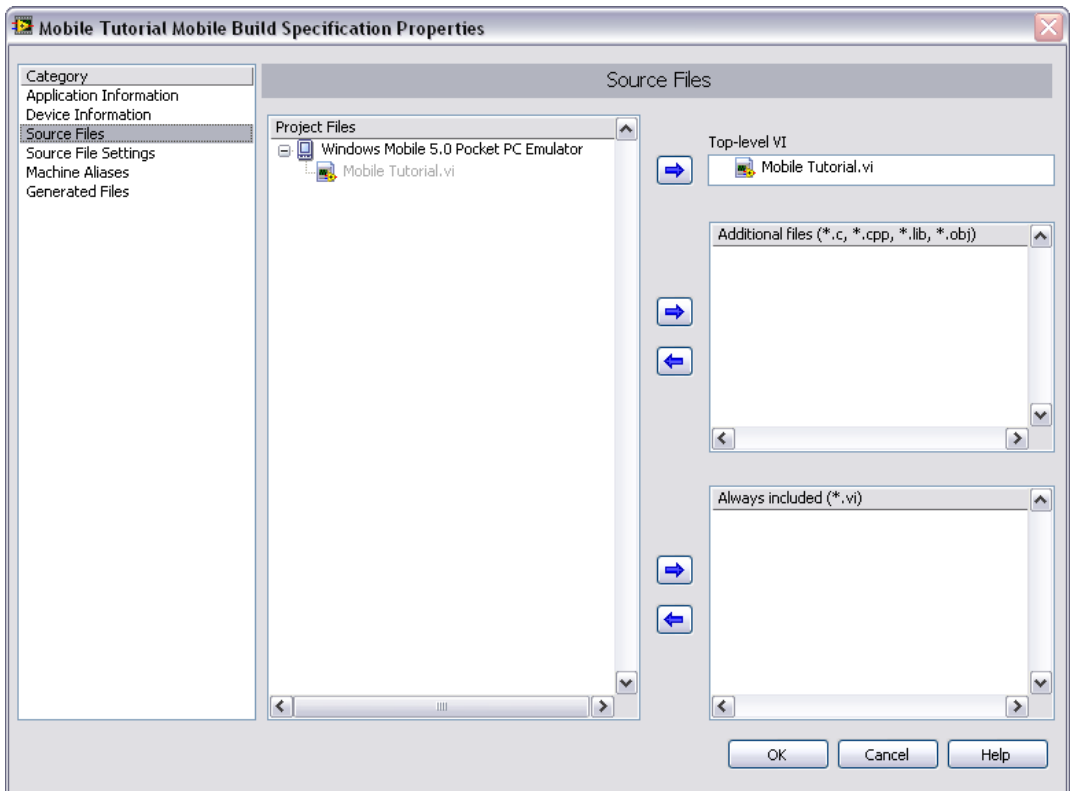 Mobile Tutorial Mobile Build Specification Properties
Category
Application Information
Device Information
Source Files
Source File Settings
Machine Aliases
Generated Files
Source Files
Project Files
Windows Mobile 5.0 Pocket PC Emulator
Mobile Tutorial.vi
Top-level VI
Mobile Tutorial.vi
Additional files (*.c, *.cpp, *.lib, *.obj)
Always included (*.vi)
OK
Cancel
Help